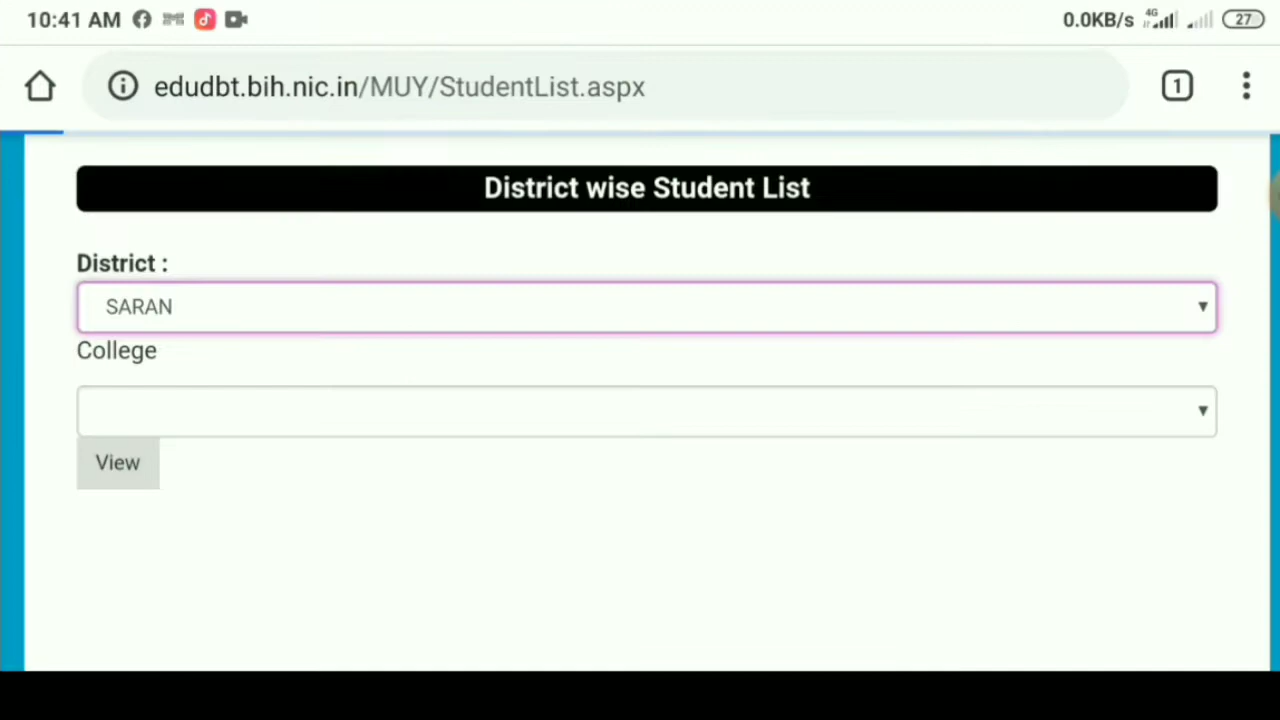 10:41 AM 0.0KB/s 4G 27
edudbt.bih.nic.in/MUY/StudentList.aspx 1
District wise Student List
District :
SARAN
College
View